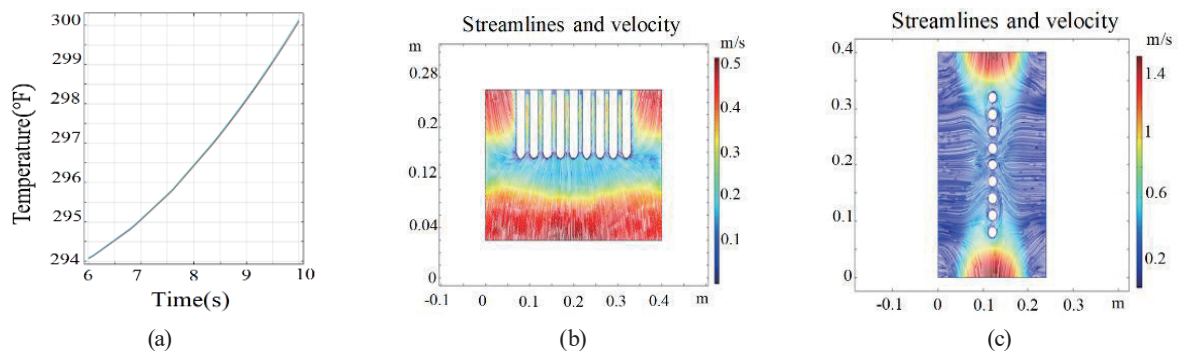 300
299
298
297
296
295
294
Temperature(°F)
6 7 8 9 10
Time(s)
(a)
Streamlines and velocity
m
m/s
0.28
0.2
0.12
0.04
0
-0.1 0 0.1 0.2 0.3 0.4 m
0.5
0.4
0.3
0.2
0.1
(b)
Streamlines and velocity
m/s
0.4
0.3
0.2
0.1
0
-0.1 0 0.1 0.2 0.3 m
1.4
1
0.6
0.2
(c)